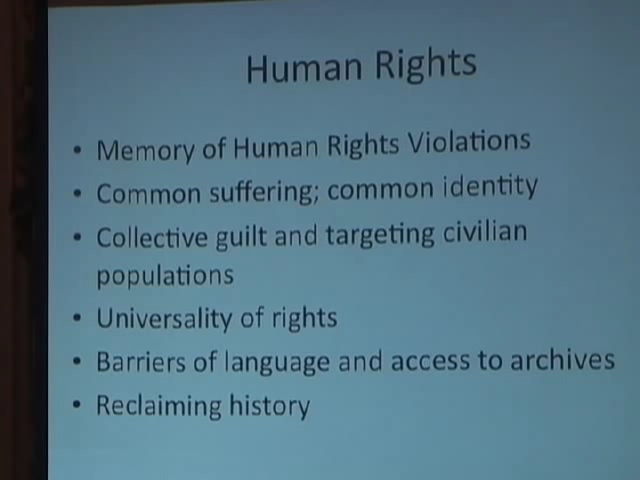 Human Rights
• Memory of Human Rights Violations
• Common suffering; common identity
• Collective guilt and targeting civilian
populations
• Universality of rights
• Barriers of language and access to archives
• Reclaiming history